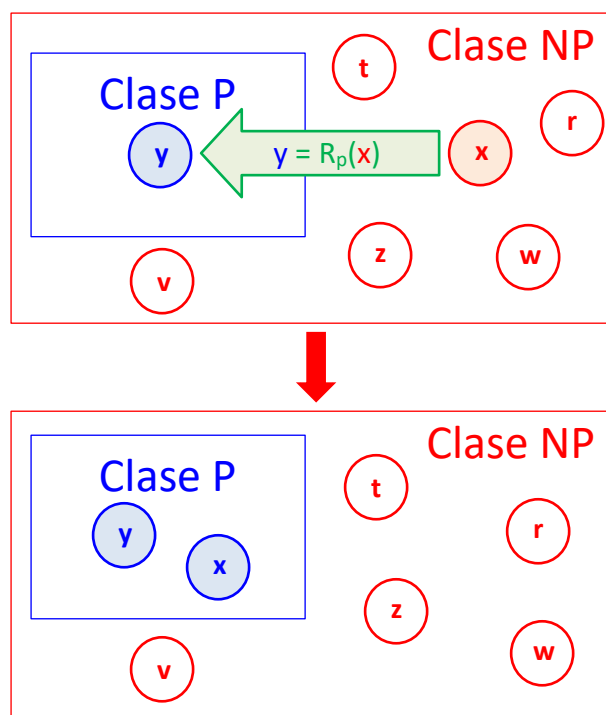 Clase NP
t
Clase P
r
y
y = Rp(x)
x
z
w
v
Clase NP
Clase P
t
y
r
x
z
w
v